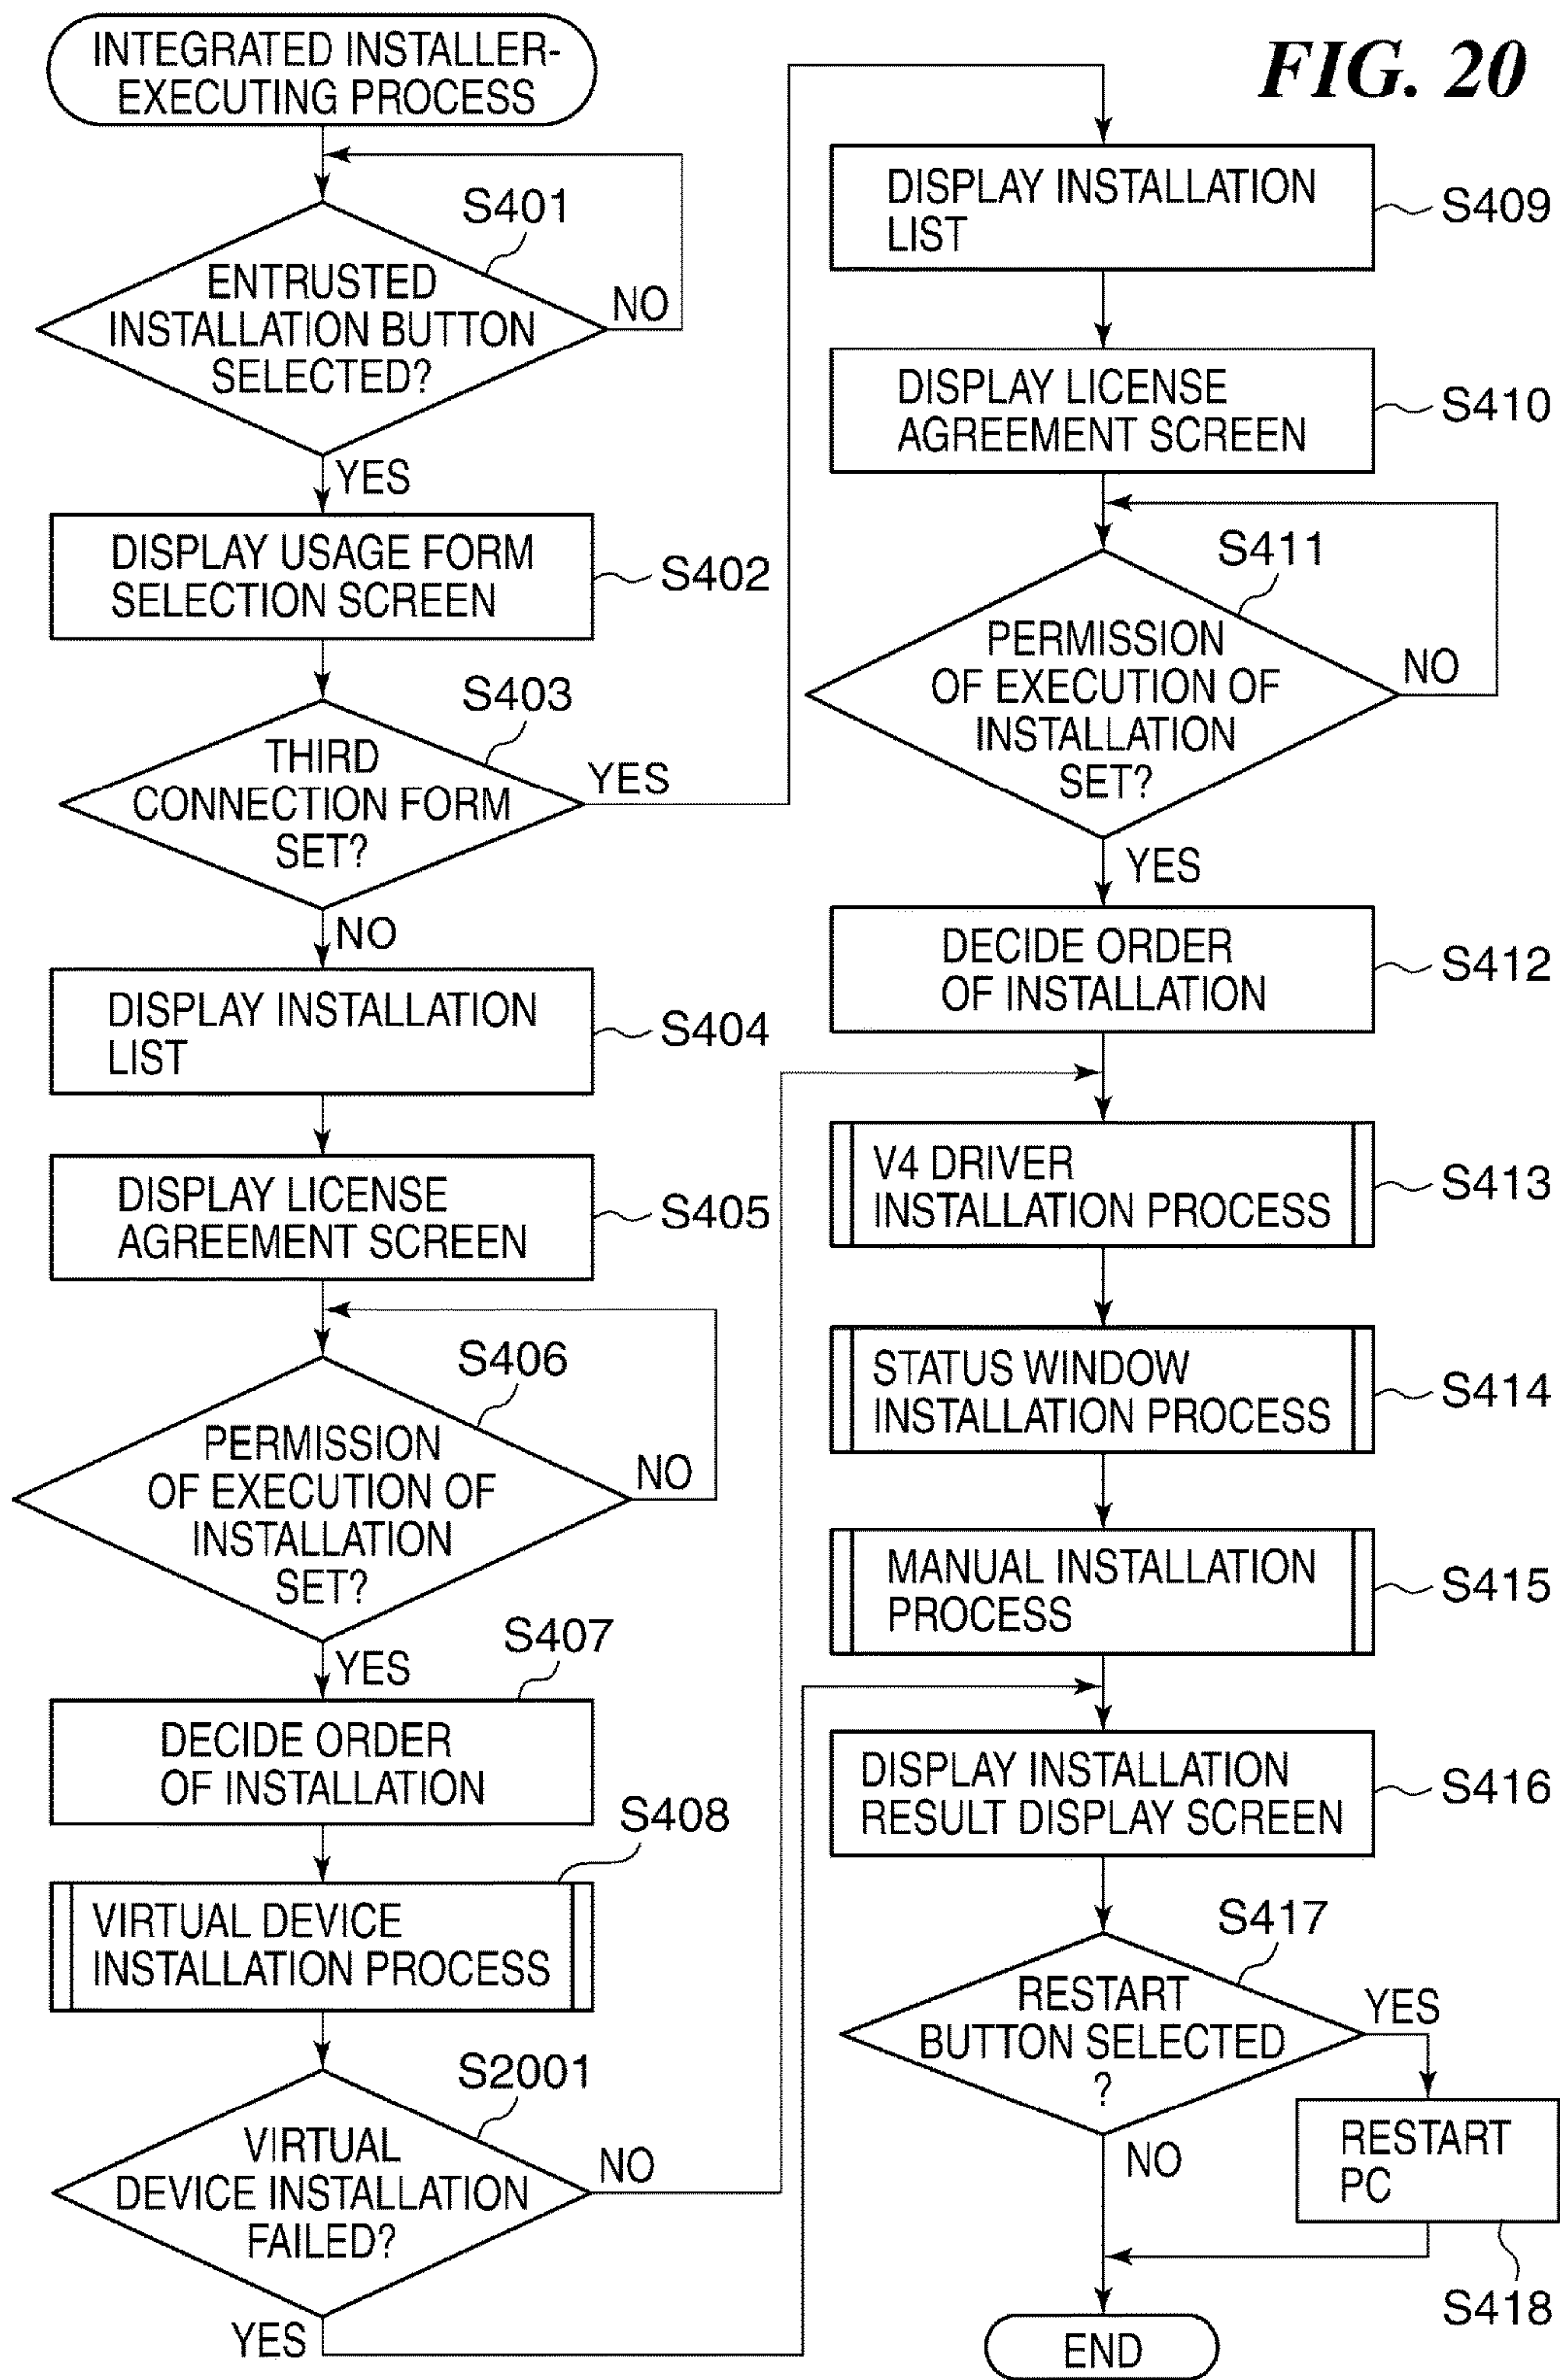 FIG. 20
INTEGRATED INSTALLER-
EXECUTING PROCESS
S401
ENTRUSTED
INSTALLATION BUTTON
SELECTED?
NO
YES
DISPLAY USAGE FORM
SELECTION SCREEN
S402
S403
THIRD
CONNECTION FORM
SET?
YES
NO
DISPLAY INSTALLATION
LIST
S404
DISPLAY LICENSE
AGREEMENT SCREEN
S405
S406
PERMISSION
OF EXECUTION OF
INSTALLATION
SET?
NO
YES
S407
DECIDE ORDER
OF INSTALLATION
S408
VIRTUAL DEVICE
INSTALLATION PROCESS
S2001
VIRTUAL
DEVICE INSTALLATION
FAILED?
NO
YES
DISPLAY INSTALLATION
LIST
S409
DISPLAY LICENSE
AGREEMENT SCREEN
S410
S411
PERMISSION
OF EXECUTION OF
INSTALLATION
SET?
NO
YES
DECIDE ORDER
OF INSTALLATION
S412
V4 DRIVER
INSTALLATION PROCESS
S413
STATUS WINDOW
INSTALLATION PROCESS
S414
MANUAL INSTALLATION
PROCESS
S415
DISPLAY INSTALLATION
RESULT DISPLAY SCREEN
S416
S417
RESTART
BUTTON SELECTED
?
YES
NO
RESTART
PC
S418
END